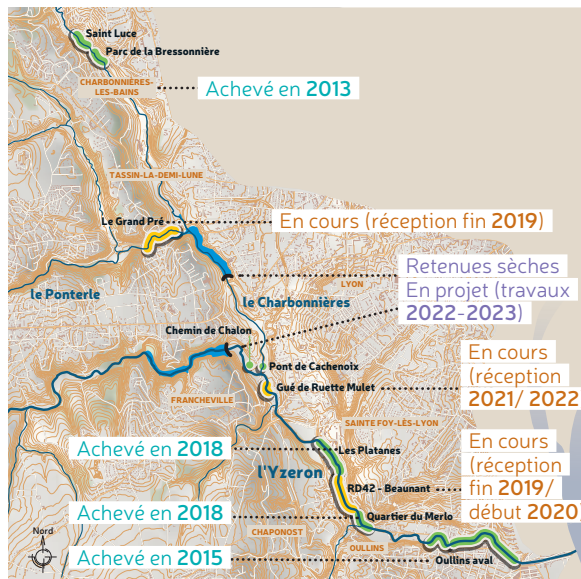 Saint Luce
Parc de la Bressonnière
CHARBONNIÈRES-
LES-BAINS
Achevé en 2013
TASSIN-LA-DEMI-LUNE
Le Grand Pré
En cours (réception fin 2019)
Retenues sèches
En projet (travaux
2022-2023)
LYON
le Ponterle
le Charbonnières
Chemin de Chalon
Pont de Cachenoix
Gué de Ruette Mulet
En cours
(réception
2021/ 2022)
FRANCHEVILLE
SAINTE FOY-LÈS-LYON
Achevé en 2018
Les Platanes
l'Yzeron
En cours
(réception
fin 2019/
début 2020)
RD42 - Beaunant
Achevé en 2018
Quartier du Merlo
Nord
CHAPONOST
OULLINS
Achevé en 2015
Oullins aval